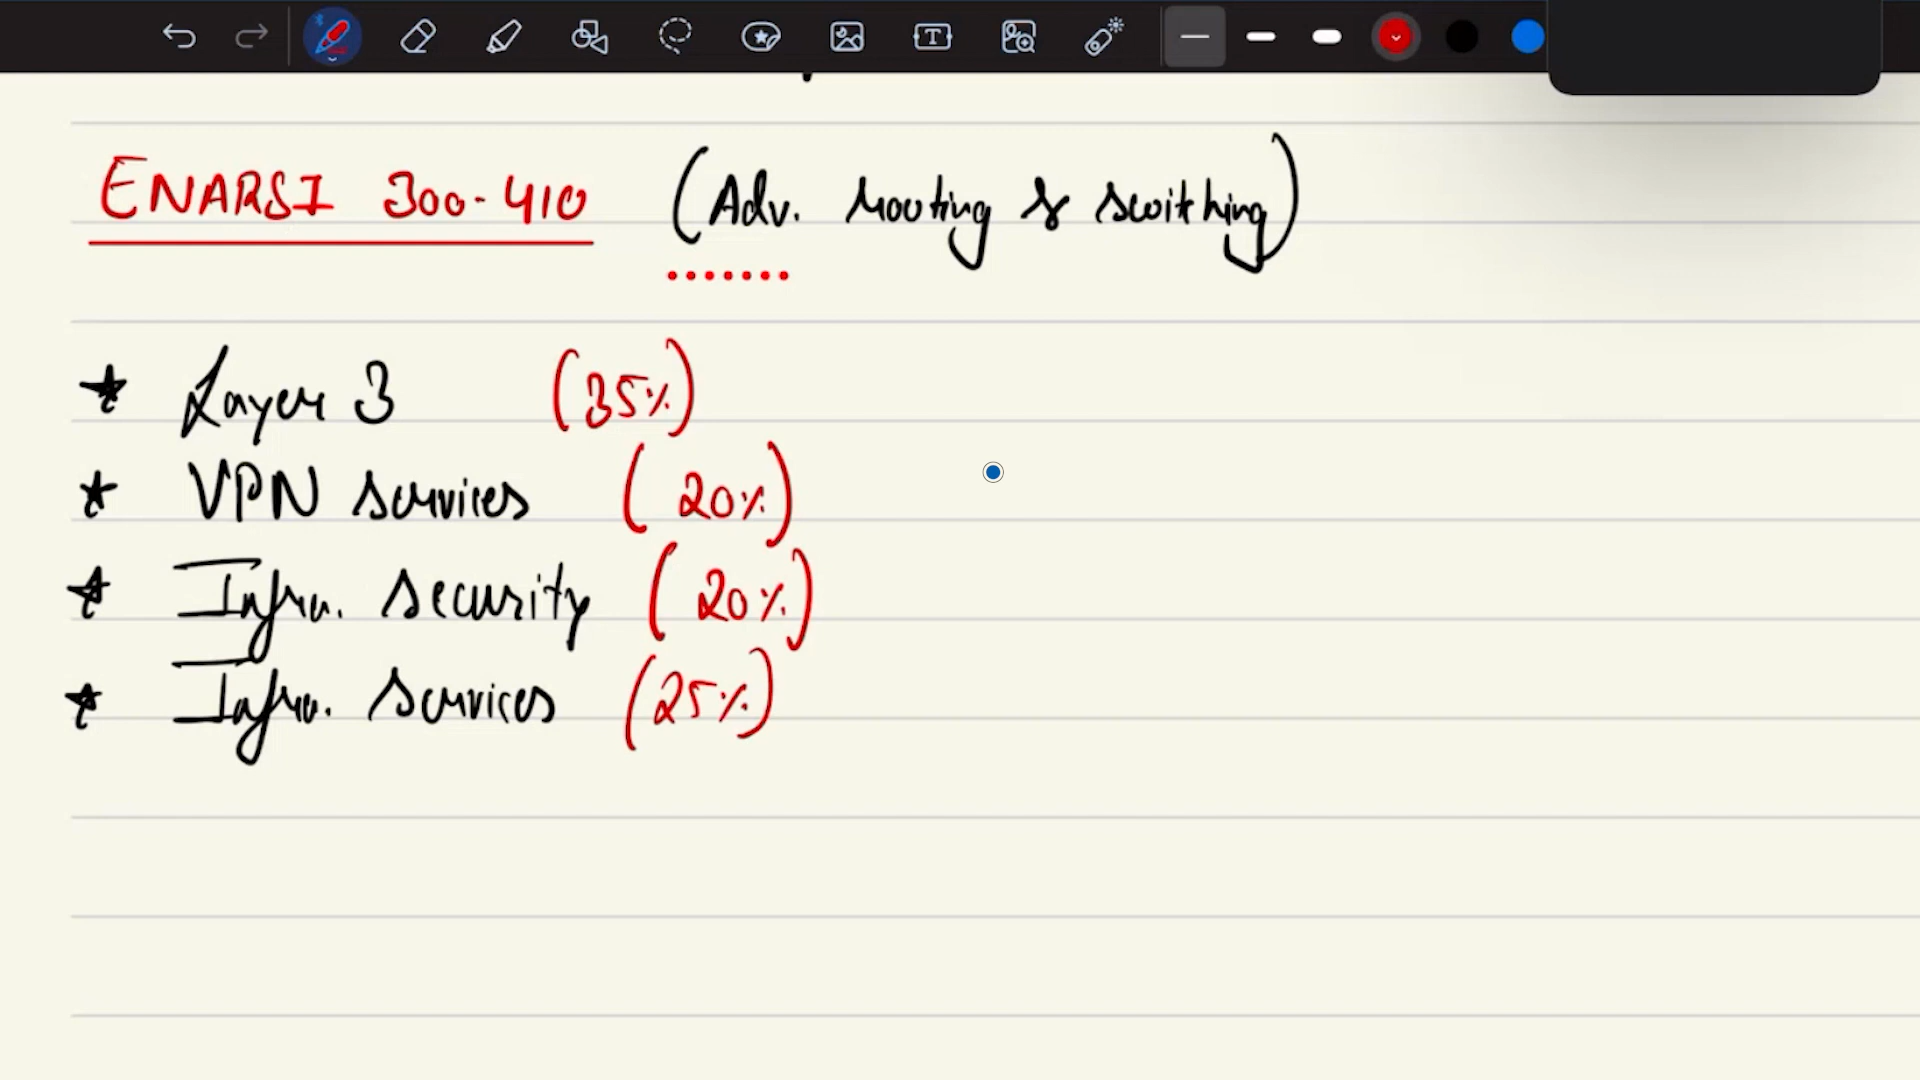 ENARSI 300-410 (Adv. routing & switching)
★ Layer 3 (35%)
★ VPN services (20%)
★ Infra. security (20%)
★ Infra. services (25%)